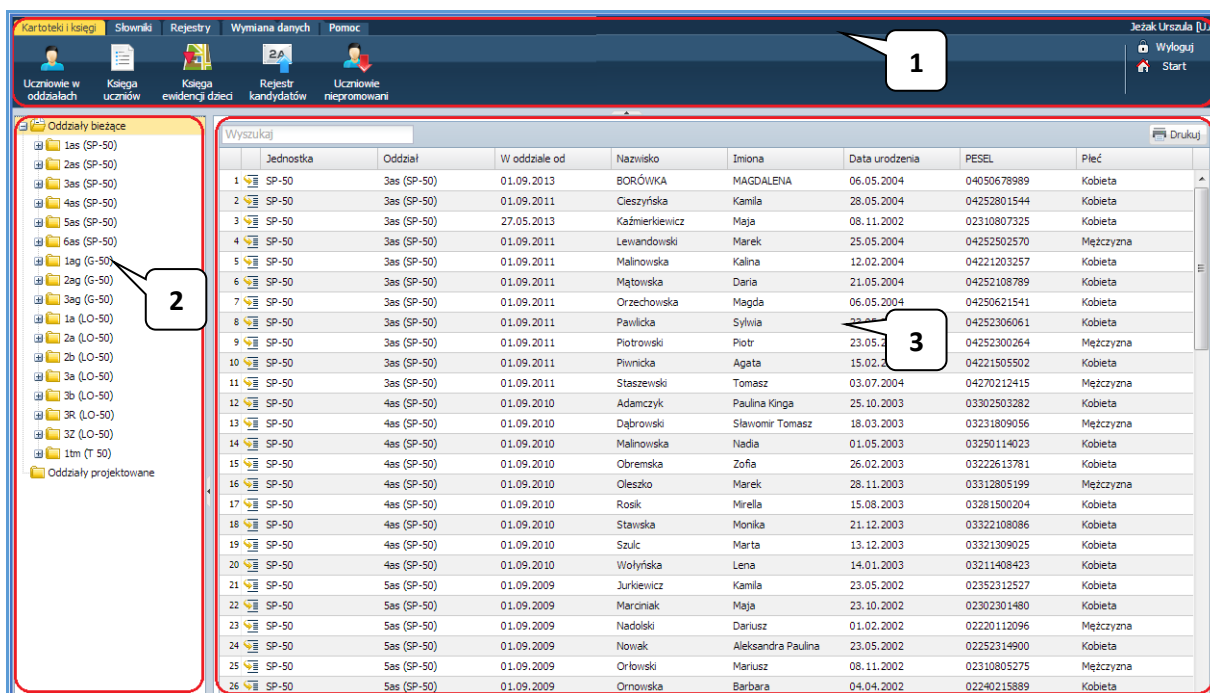 Kartoteki i księgi Słowniki Rejestry Wymiana danych Pomoc Jeżak Urszula [U.
1
Wyloguj
Start
Uczniowie w oddziałach Księga uczniów Księga ewidencji dzieci Rejestr kandydatów Uczniowie niepromowani
Oddziały bieżące
1as (SP-50)
2as (SP-50)
3as (SP-50)
4as (SP-50)
5as (SP-50)
6as (SP-50)
1ag (G-50)
2ag (G-50)
3ag (G-50)
1a (LO-50)
2a (LO-50)
2b (LO-50)
3a (LO-50)
3b (LO-50)
3R (LO-50)
3Z (LO-50)
1tm (T 50)
Oddziały projektowane
2
Wyszukaj Drukuj
Jednostka Oddział W oddziale od Nazwisko Imiona Data urodzenia PESEL Płeć
1 SP-50 3as (SP-50) 01.09.2013 BORÓWKA MAGDALENA 06.05.2004 04050678989 Kobieta
2 SP-50 3as (SP-50) 01.09.2011 Cieszyńska Kamila 28.05.2004 04252801544 Kobieta
3 SP-50 3as (SP-50) 27.05.2013 Kaźmierkiewicz Maja 08.11.2002 02310807325 Kobieta
4 SP-50 3as (SP-50) 01.09.2011 Lewandowski Marek 25.05.2004 04252502570 Mężczyzna
5 SP-50 3as (SP-50) 01.09.2011 Malinowska Kalina 12.02.2004 04221203257 Kobieta
6 SP-50 3as (SP-50) 01.09.2011 Mątowska Daria 21.05.2004 04252108789 Kobieta
7 SP-50 3as (SP-50) 01.09.2011 Orzechowska Magda 06.05.2004 04250621541 Kobieta
8 SP-50 3as (SP-50) 01.09.2011 Pawlicka Sylwia 04252306061 Kobieta
9 SP-50 3as (SP-50) 01.09.2011 Piotrowski Piotr 23.05.2 04252300264 Mężczyzna
10 SP-50 3as (SP-50) 01.09.2011 Piwnicka Agata 15.02.2 04221505502 Kobieta
11 SP-50 3as (SP-50) 01.09.2011 Staszewski Tomasz 03.07.2004 04270212415 Mężczyzna
12 SP-50 4as (SP-50) 01.09.2010 Adamczyk Paulina Kinga 25.10.2003 03302503282 Kobieta
13 SP-50 4as (SP-50) 01.09.2010 Dąbrowski Sławomir Tomasz 18.03.2003 03231809056 Mężczyzna
14 SP-50 4as (SP-50) 01.09.2010 Malinowska Nadia 01.05.2003 03250114023 Kobieta
15 SP-50 4as (SP-50) 01.09.2010 Obremska Zofia 26.02.2003 03222613781 Kobieta
16 SP-50 4as (SP-50) 01.09.2010 Oleszko Marek 28.11.2003 03312805199 Mężczyzna
17 SP-50 4as (SP-50) 01.09.2010 Rosik Mirella 15.08.2003 03281500204 Kobieta
18 SP-50 4as (SP-50) 01.09.2010 Stawska Monika 21.12.2003 03322108086 Kobieta
19 SP-50 4as (SP-50) 01.09.2010 Szulc Marta 13.12.2003 03321309025 Kobieta
20 SP-50 4as (SP-50) 01.09.2010 Wołyńska Lena 14.01.2003 03211408423 Kobieta
21 SP-50 5as (SP-50) 01.09.2009 Jurkiewicz Kamila 23.05.2002 02352312527 Kobieta
22 SP-50 5as (SP-50) 01.09.2009 Marciniak Maja 23.10.2002 02302301480 Kobieta
23 SP-50 5as (SP-50) 01.09.2009 Nadolski Dariusz 01.02.2002 02220112096 Mężczyzna
24 SP-50 5as (SP-50) 01.09.2009 Nowak Aleksandra Paulina 23.05.2002 02252314900 Kobieta
25 SP-50 5as (SP-50) 01.09.2009 Orłowski Mariusz 08.11.2002 02310805275 Mężczyzna
26 SP-50 5as (SP-50) 01.09.2009 Ornowska Barbara 04.04.2002 02240215889 Kobieta
3